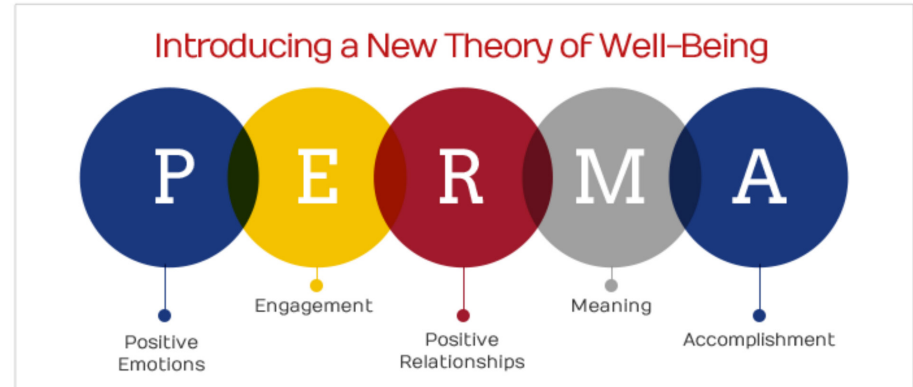 Introducing a New Theory of Well-Being
P E R M A
Engagement
Meaning
Positive
Emotions
Positive
Relationships
Accomplishment